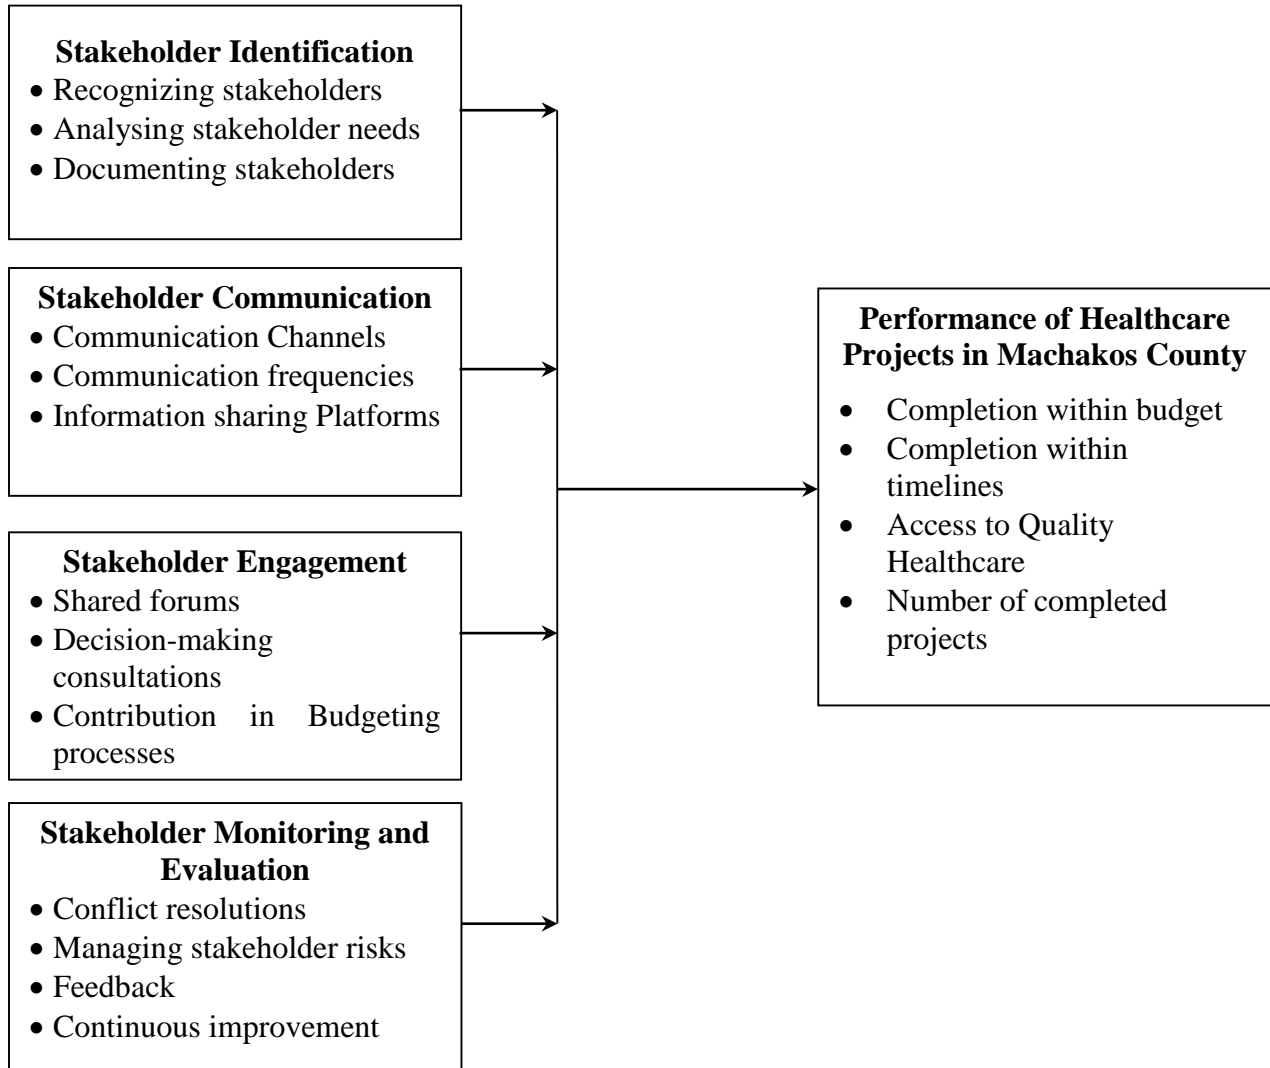 Stakeholder Identification
• Recognizing stakeholders
• Analysing stakeholder needs
• Documenting stakeholders
Stakeholder Communication
• Communication Channels
• Communication frequencies
• Information sharing Platforms
Stakeholder Engagement
• Shared forums
• Decision-making
consultations
• Contribution in Budgeting
processes
Stakeholder Monitoring and
Evaluation
• Conflict resolutions
• Managing stakeholder risks
• Feedback
• Continuous improvement
Performance of Healthcare
Projects in Machakos County
• Completion within budget
• Completion within
timelines
• Access to Quality
Healthcare
• Number of completed
projects